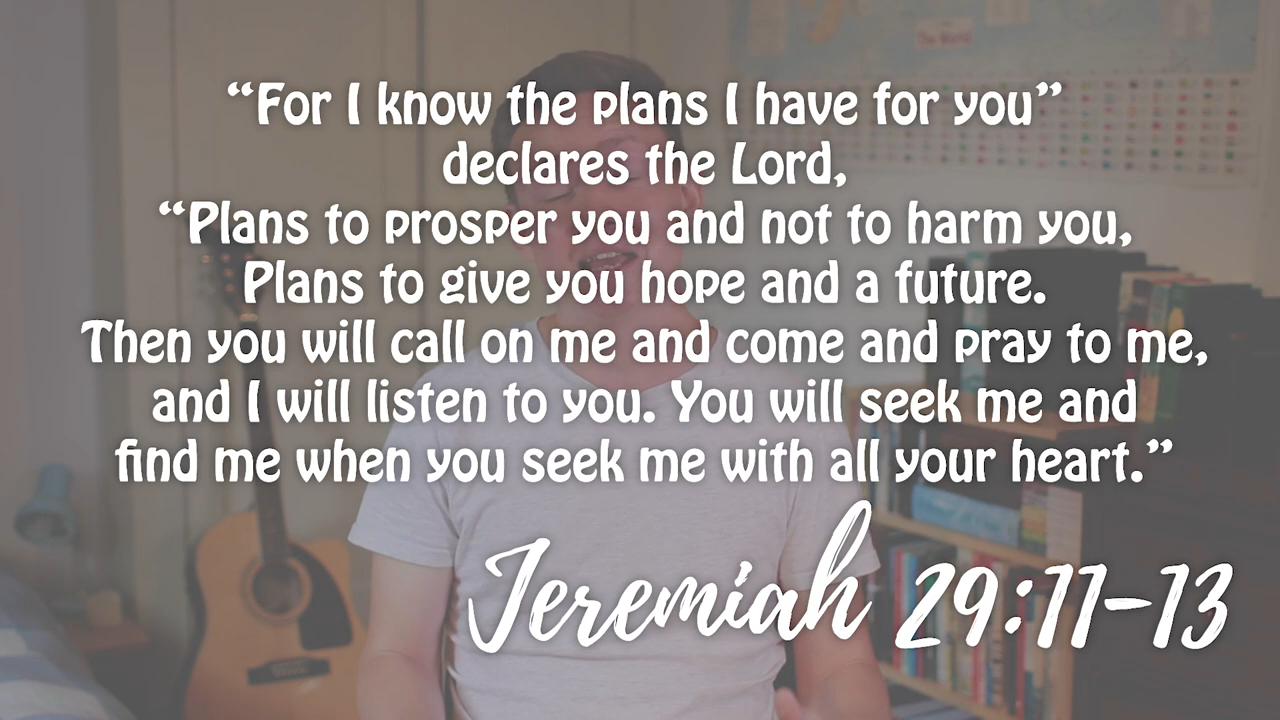 The World
“For I know the plans I have for you”
declares the Lord,
“Plans to prosper you and not to harm you,
Plans to give you hope and a future.
Then you will call on me and come and pray to me,
and I will listen to you. You will seek me and
find me when you seek me with all your heart.”
Jeremiah 29:11-13